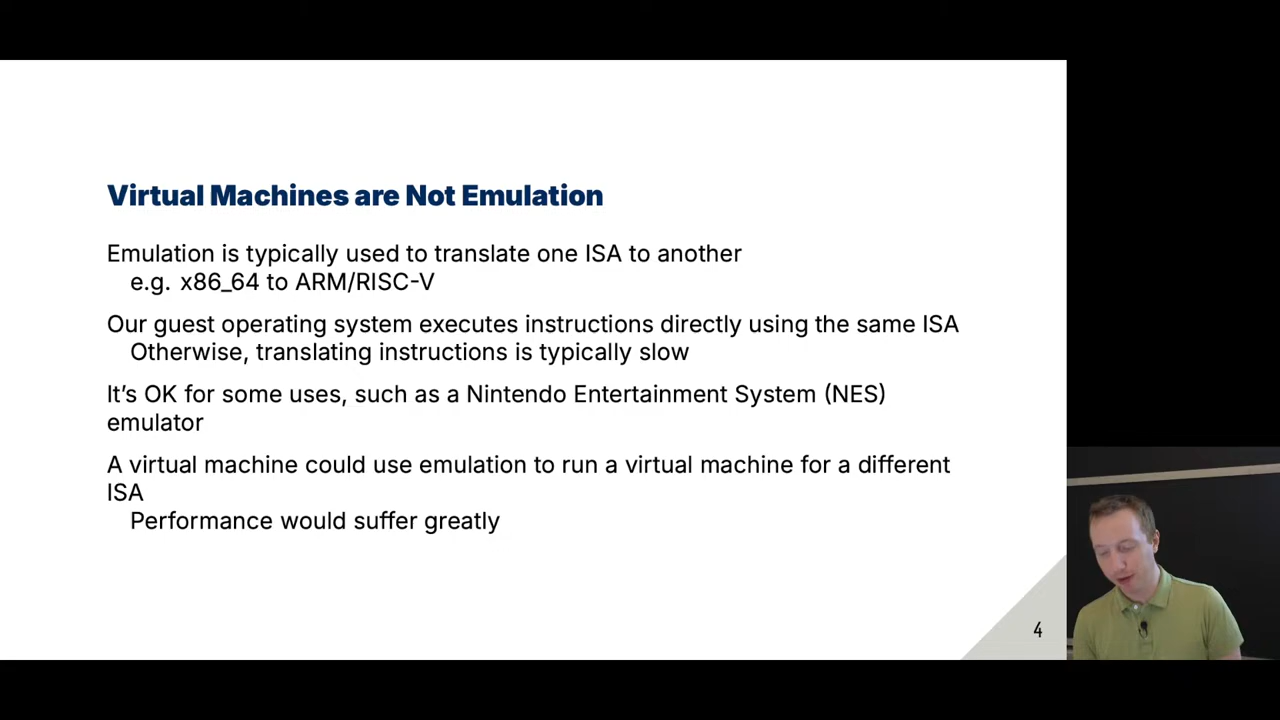 Virtual Machines are Not Emulation
Emulation is typically used to translate one ISA to another
e.g. x86_64 to ARM/RISC-V
Our guest operating system executes instructions directly using the same ISA
Otherwise, translating instructions is typically slow
It’s OK for some uses, such as a Nintendo Entertainment System (NES)
emulator
A virtual machine could use emulation to run a virtual machine for a different
ISA
Performance would suffer greatly
4